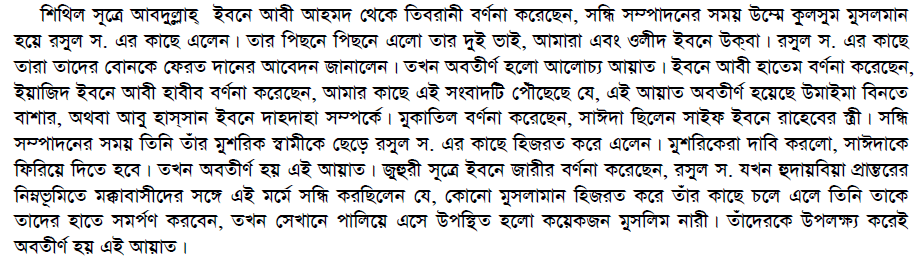 শিথিল সূত্রে আবদুল্লাহ্ ইবনে আবী আহমদ থেকে তিবরানী বর্ণনা করেছেন, সন্ধি সম্পাদনের সময় উম্মে কুলসুম মুসলমান
হয়ে রসুল স. এর কাছে এলেন। তার পিছনে পিছনে এলো তার দুই ভাই, আমারা এবং ওলীদ ইবনে উক্‌বা। রসুল স. এর কাছে
তারা তাদের বোনকে ফেরত দানের আবেদন জানালেন। তখন অবতীর্ণ হলো আলোচ্য আয়াত। ইবনে আবী হাতেম বর্ণনা করেছেন,
ইয়াজিদ ইবনে আবী হাবীব বর্ণনা করেছেন, আমার কাছে এই সংবাদটি পৌঁছেছে যে, এই আয়াত অবতীর্ণ হয়েছে উমাইমা বিনতে
বাশার, অথবা আবু হাস্‌সান ইবনে দাহদাহা সম্পর্কে। মুকাতিল বর্ণনা করেছেন, সাঈদা ছিলেন সাইফ ইবনে রাহেবের স্ত্রী। সন্ধি
সম্পাদনের সময় তিনি তাঁর মুশরিক স্বামীকে ছেড়ে রসুল স. এর কাছে হিজরত করে এলেন। মুশরিকেরা দাবি করলো, সাঈদাকে
ফিরিয়ে দিতে হবে। তখন অবতীর্ণ হয় এই আয়াত। জুহুরী সূত্রে ইবনে জারীর বর্ণনা করেছেন, রসুল স. যখন হুদায়বিয়া প্রান্তরের
নিম্নভূমিতে মক্কাবাসীদের সঙ্গে এই মর্মে সন্ধি করছিলেন যে, কোনো মুসলামান হিজরত করে তাঁর কাছে চলে এলে তিনি তাকে
তাদের হাতে সমর্পণ করবেন, তখন সেখানে পালিয়ে এসে উপস্থিত হলো কয়েকজন মুসলিম নারী। তাঁদেরকে উপলক্ষ্য করেই
অবতীর্ণ হয় এই আয়াত।